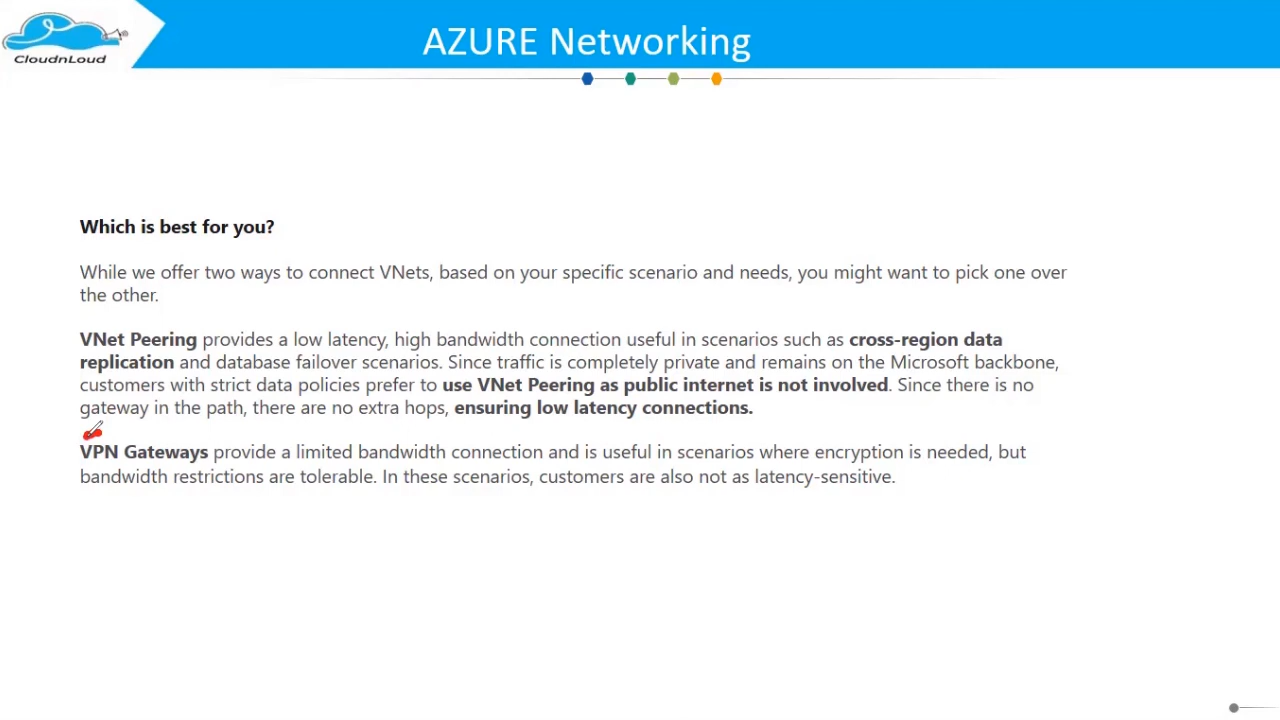 CloudnLoud
AZURE Networking
Which is best for you?
While we offer two ways to connect VNets, based on your specific scenario and needs, you might want to pick one over
the other.
VNet Peering provides a low latency, high bandwidth connection useful in scenarios such as cross-region data
replication and database failover scenarios. Since traffic is completely private and remains on the Microsoft backbone,
customers with strict data policies prefer to use VNet Peering as public internet is not involved. Since there is no
gateway in the path, there are no extra hops, ensuring low latency connections.
VPN Gateways provide a limited bandwidth connection and is useful in scenarios where encryption is needed, but
bandwidth restrictions are tolerable. In these scenarios, customers are also not as latency-sensitive.